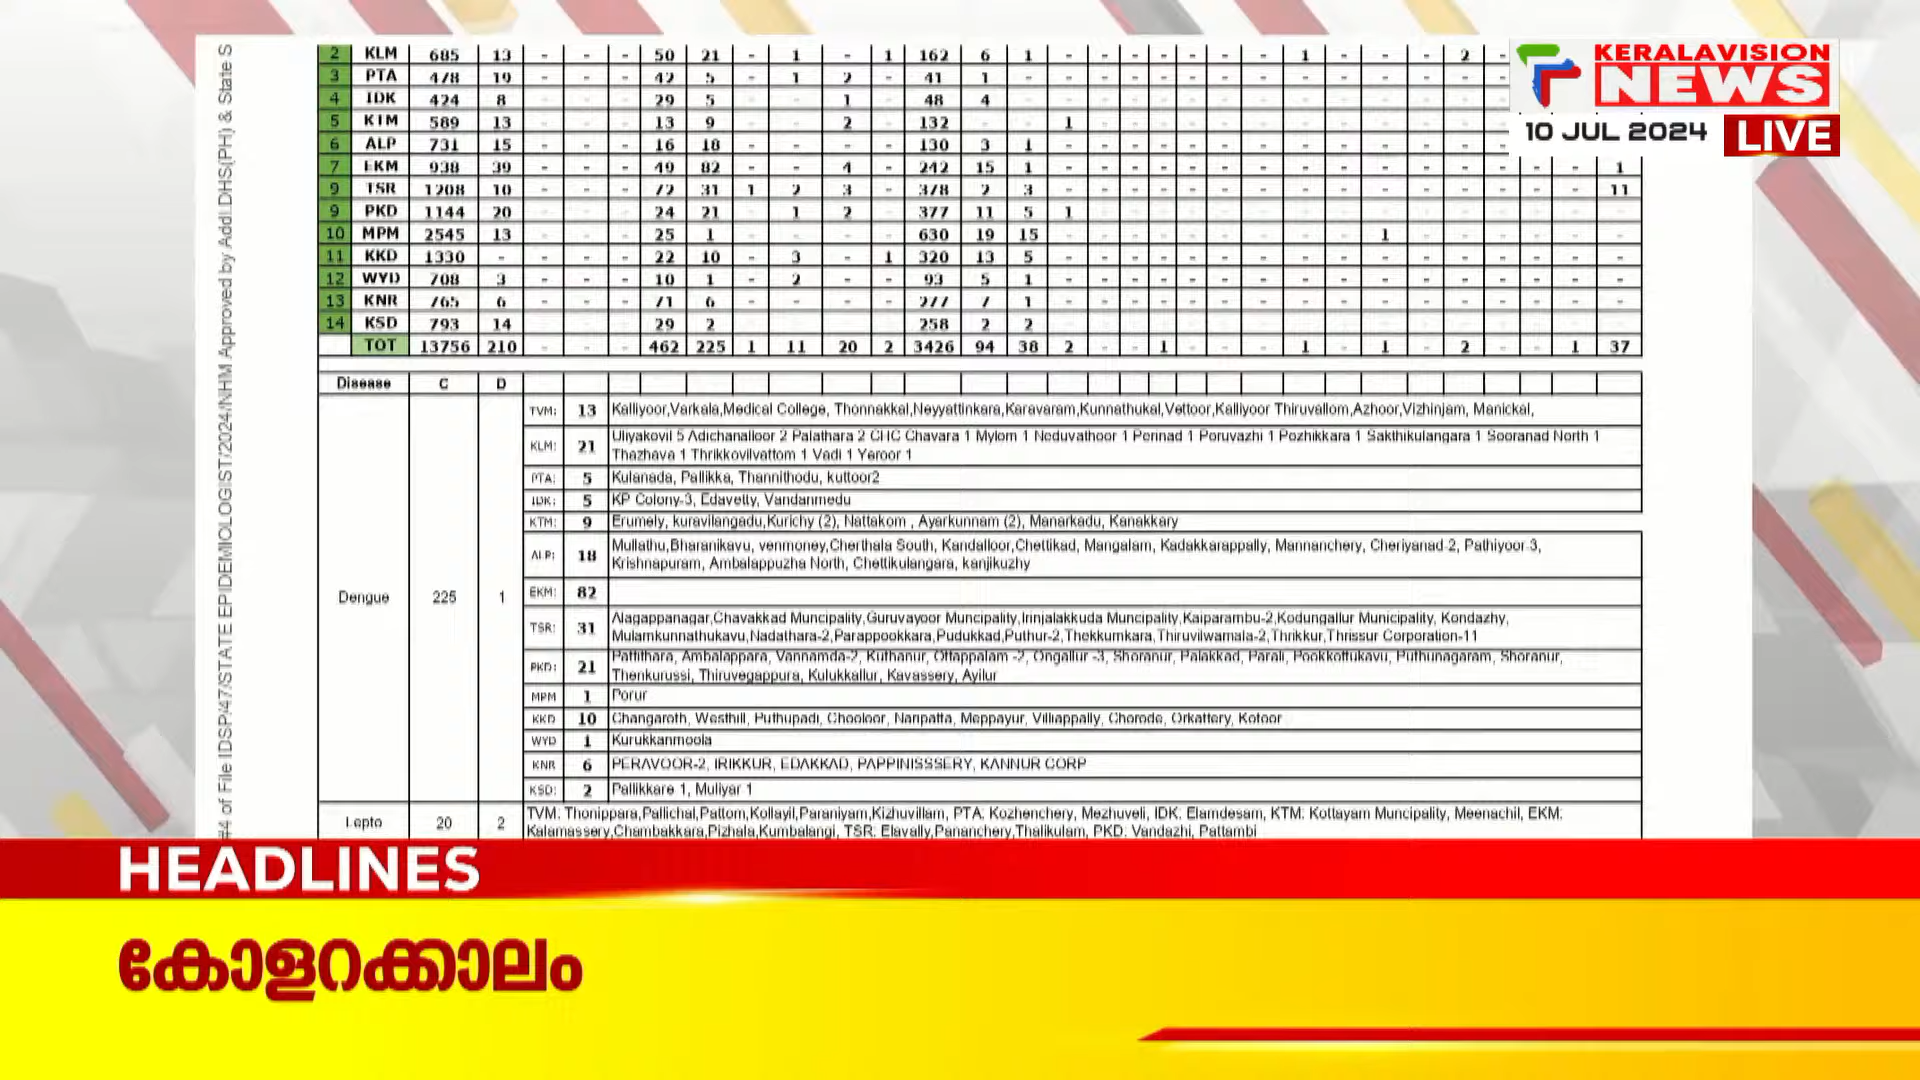 KERALAVISION
NEWS
10 JUL 2024 LIVE
#4 of File IDSP/47/STATE EPIDEMIOLOGIST/2024/NHM Approved by Addl.DHS(PH) & State S
2 KLM 685 13 - - - 50 21 - 1 - 1 162 6 1 - - - - - 1 - - 2 -
3 PTA 478 19 - - - 42 5 - 1 2 - 41 1 - - - - - - - - - - -
4 IDK 424 8 - - - 29 5 - - 1 - 48 4 - - - - - - - - - - -
5 KTM 589 13 - - - 13 9 - - 2 - 132 - - 1 - - - - - - - - -
6 ALP 731 15 - - - 16 18 - - - - 130 3 1 - - - - - - - - - -
7 EKM 938 39 - - - 49 82 - - 4 - 242 15 1 - - - - - - - - - - - - 1
9 TSR 1208 10 - - - 72 31 1 2 3 - 378 2 3 - - - - - - - - - - - - 11
9 PKD 1144 20 - - - 24 21 - 1 2 - 377 11 5 1 - - - - - - - - - - - -
10 MPM 2545 13 - - - 25 1 - - - - 630 19 15 - - - - - - 1 - - - - - -
11 KKD 1330 - - - - 22 10 - 3 - 1 320 13 5 - - - - - - - - - - - - -
12 WYD 708 3 - - - 10 1 - 2 - - 93 5 1 - - - - - - - - - - - - -
13 KNR 765 6 - - - 71 6 - - - - 277 7 1 - - - - - - - - - - - - -
14 KSD 793 14 29 2 258 2 2
TOT 13756 210 - - - 462 225 1 11 20 2 3426 94 38 2 - - 1 - - 1 - 1 - 2 - - 1 37
Disease C D
Dengue 225 1
TVM: 13 Kalliyoor,Varkala,Medical College, Thonnakkal,Neyyattinkara,Karavaram,Kunnathukal,Vettoor,Kalliyoor Thiruvallom,Azhoor,Vizhinjam, Manickal,
KLM: 21 Uliyakovil 5 Adichanalloor 2 Palathara 2 CHC Chavara 1 Mylom 1 Neduvathoor 1 Perinad 1 Poruvazhi 1 Pozhikkara 1 Sakthikulangara 1 Sooranad North 1
Thazhava 1 Thrikkovilvattom 1 Vadi 1 Yeroor 1
PTA: 5 Kulanada, Pallikka, Thannithodu, kuttoor2
IDK: 5 KP Colony-3, Edavetty, Vandanmedu
KTM: 9 Erumely, kuravilangadu,Kurichy (2), Nattakom , Ayarkunnam (2), Manarkadu, Kanakkary
ALP: 18 Mullathu,Bharanikavu, venmoney,Cherthala South, Kandalloor,Chettikad, Mangalam, Kadakkarappally, Mannanchery, Cheriyanad-2, Pathiyoor-3,
Krishnapuram, Ambalappuzha North, Chettikulangara, kanjikuzhy
EKM: 82
TSR: 31 Alagappanagar,Chavakkad Muncipality,Guruvayoor Muncipality,Irinjalakkuda Muncipality,Kaiparambu-2,Kodungallur Municipality, Kondazhy,
Mulamkunnathukavu,Nadathara-2,Parappookkara,Pudukkad,Puthur-2,Thekkumkara,Thiruvilwamala-2,Thrikkur,Thrissur Corporation-11
PKD: 21 Pattithara, Ambalappara, Vannamda-2, Kuthanur, Ottappalam -2, Ongallur -3, Shoranur, Palakkad, Parali, Pookkottukavu, Puthunagaram, Shoranur,
Thenkurussi, Thiruvegappura, Kulukkallur, Kavassery, Ayilur
MPM 1 Porur
KKD 10 Changaroth, Westhill, Puthupadi, Chooloor, Naripatta, Meppayur, Villiappally, Chorode, Orkattery, Kotoor
WYD 1 Kurukkanmoola
KNR 6 PERAVOOR-2, IRIKKUR, EDAKKAD, PAPPINISSSERY, KANNUR CORP
KSD: 2 Pallikkare 1, Muliyar 1
Lepto 20 2 TVM: Thonippara,Pallichal,Pattom,Kollayil,Paraniyam,Kizhuvillam, PTA: Kozhenchery, Mezhuveli, IDK: Elamdesam, KTM: Kottayam Muncipality, Meenachil, EKM:
Kalamassery,Chambakkara,Pizhala,Kumbalangi, TSR: Elavally,Pananchery,Thalikulam, PKD: Vandazhi, Pattambi
HEADLINES
കോളറക്കാലം